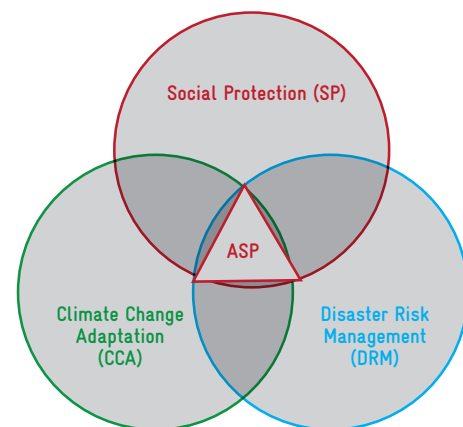 Social Protection (SP)
ASP
Climate Change
Adaptation
(CCA)
Disaster Risk
Management
(DRM)